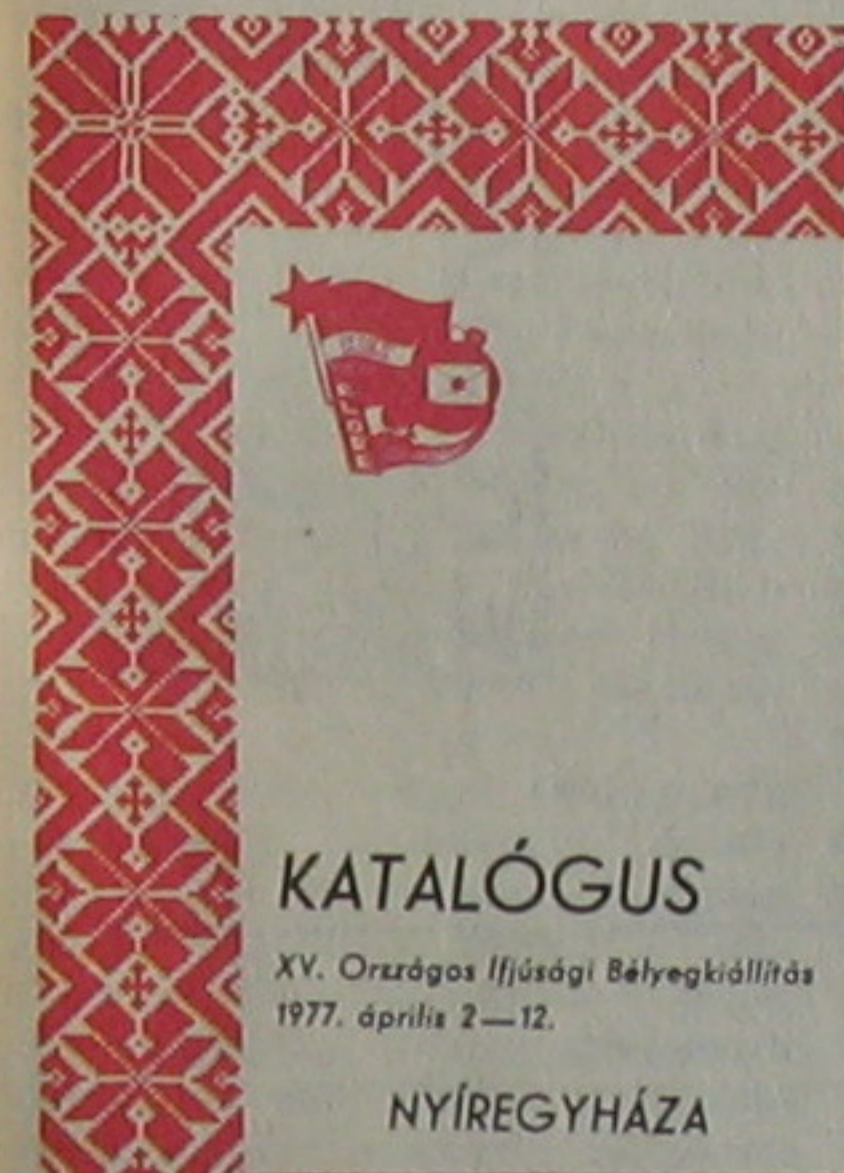 KATALÓGUS
XV. Országos Ifjúsági Bélyegkiállítás
1977. április 2—12.
NYÍREGYHÁZA